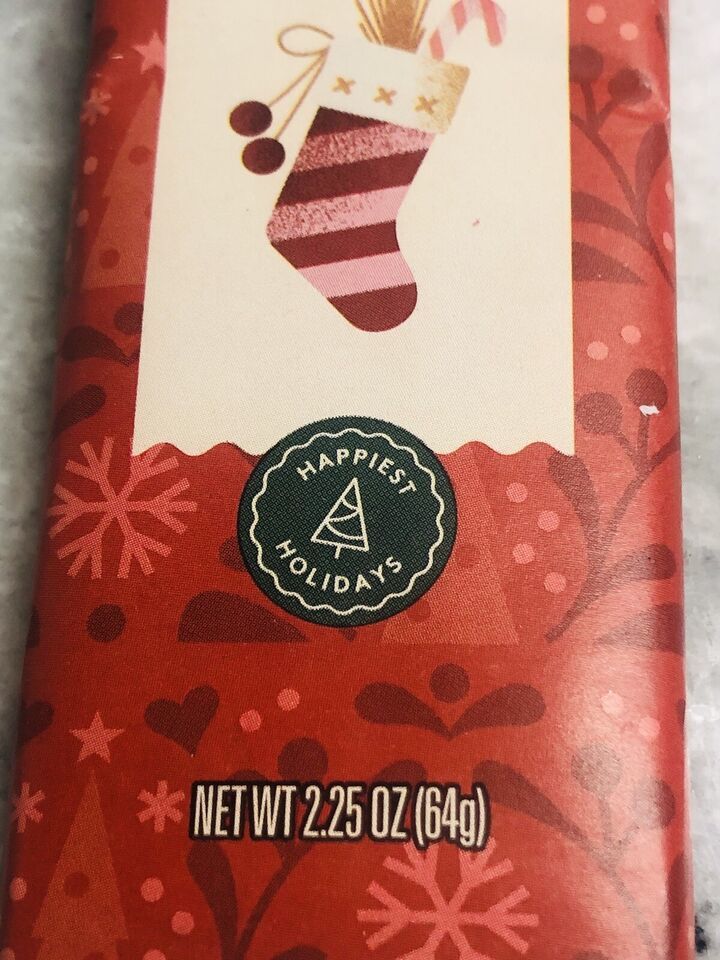 HAPPIEST
HOLIDAYS
NET WT 2.25 OZ (64g)